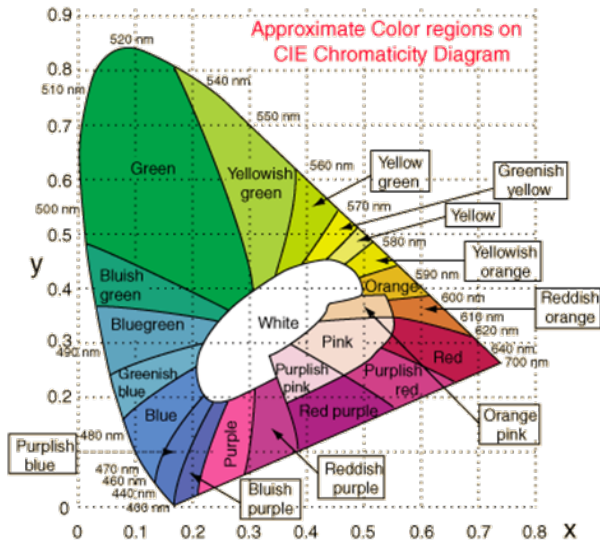 Approximate Color regions on
CIE Chromaticity Diagram
0.9
520 nm
0.8
540 nm
510 nm
0.7
550 nm
560 nm
Yellow
green
Green
Yellowish
green
Greenish
yellow
0.6
570 nm
500 nm
Yellow
0.5
580 nm
Yellowish
orange
y
Bluish
green
590 nm
Orange
0.4
600 nm
Reddish
orange
610 nm
Bluegreen
White
620 nm
0.3
Pink
640 nm
490 nm
Red
700 nm
Greenish
blue
Purplish
pink
Purplish
red
0.2
Blue
Red purple
Orange
pink
480 nm
Purplish
blue
Purple
0.1
470 nm
460 nm
440 nm
400 nm
Reddish
purple
Bluish
purple
0
0 0.1 0.2 0.3 0.4 0.5 0.6 0.7 0.8 x